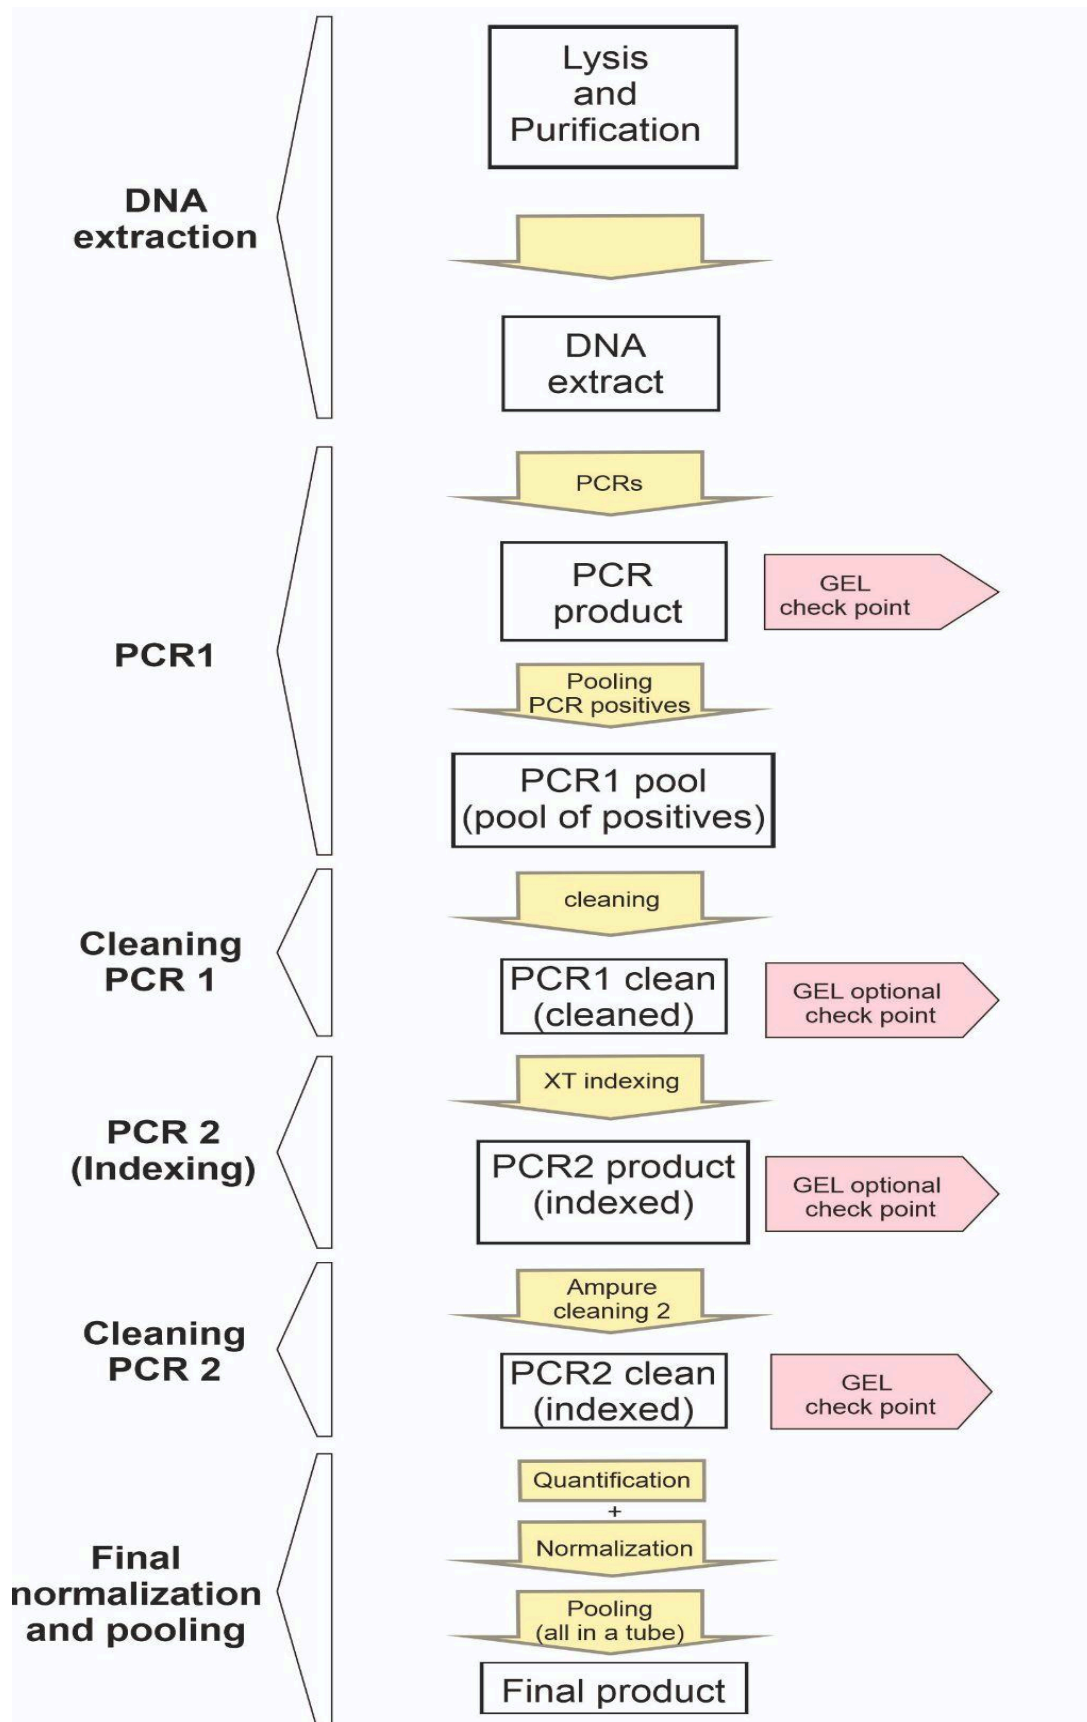 Lysis
and
Purification
DNA
extraction
DNA
extract
PCRs
PCR
product
GEL
check point
PCR1
Pooling
PCR positives
PCR1 pool
(pool of positives)
cleaning
Cleaning
PCR 1
PCR1 clean
(cleaned)
GEL optional
check point
XT indexing
PCR 2
(Indexing)
PCR2 product
(indexed)
GEL optional
check point
Ampure
cleaning 2
Cleaning
PCR 2
PCR2 clean
(indexed)
GEL
check point
Quantification
+
Normalization
Final
normalization
and pooling
Pooling
(all in a tube)
Final product